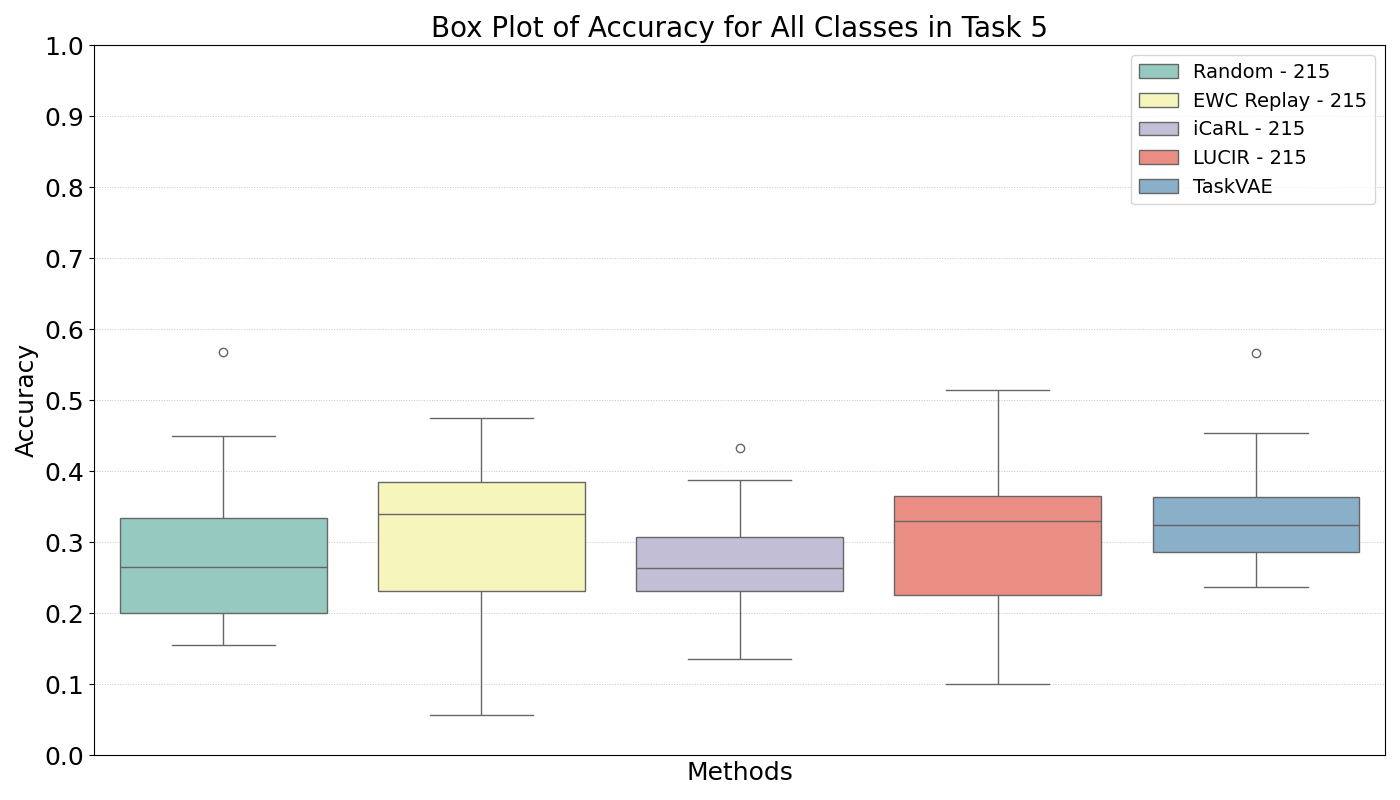 Box Plot of Accuracy for All Classes in Task 5
1.0
0.9
0.8
0.7
0.6
0.5
0.4
0.3
0.2
0.1
0.0
Accuracy
Methods
Random - 215
EWC Replay - 215
iCaRL - 215
LUCIR - 215
TaskVAE